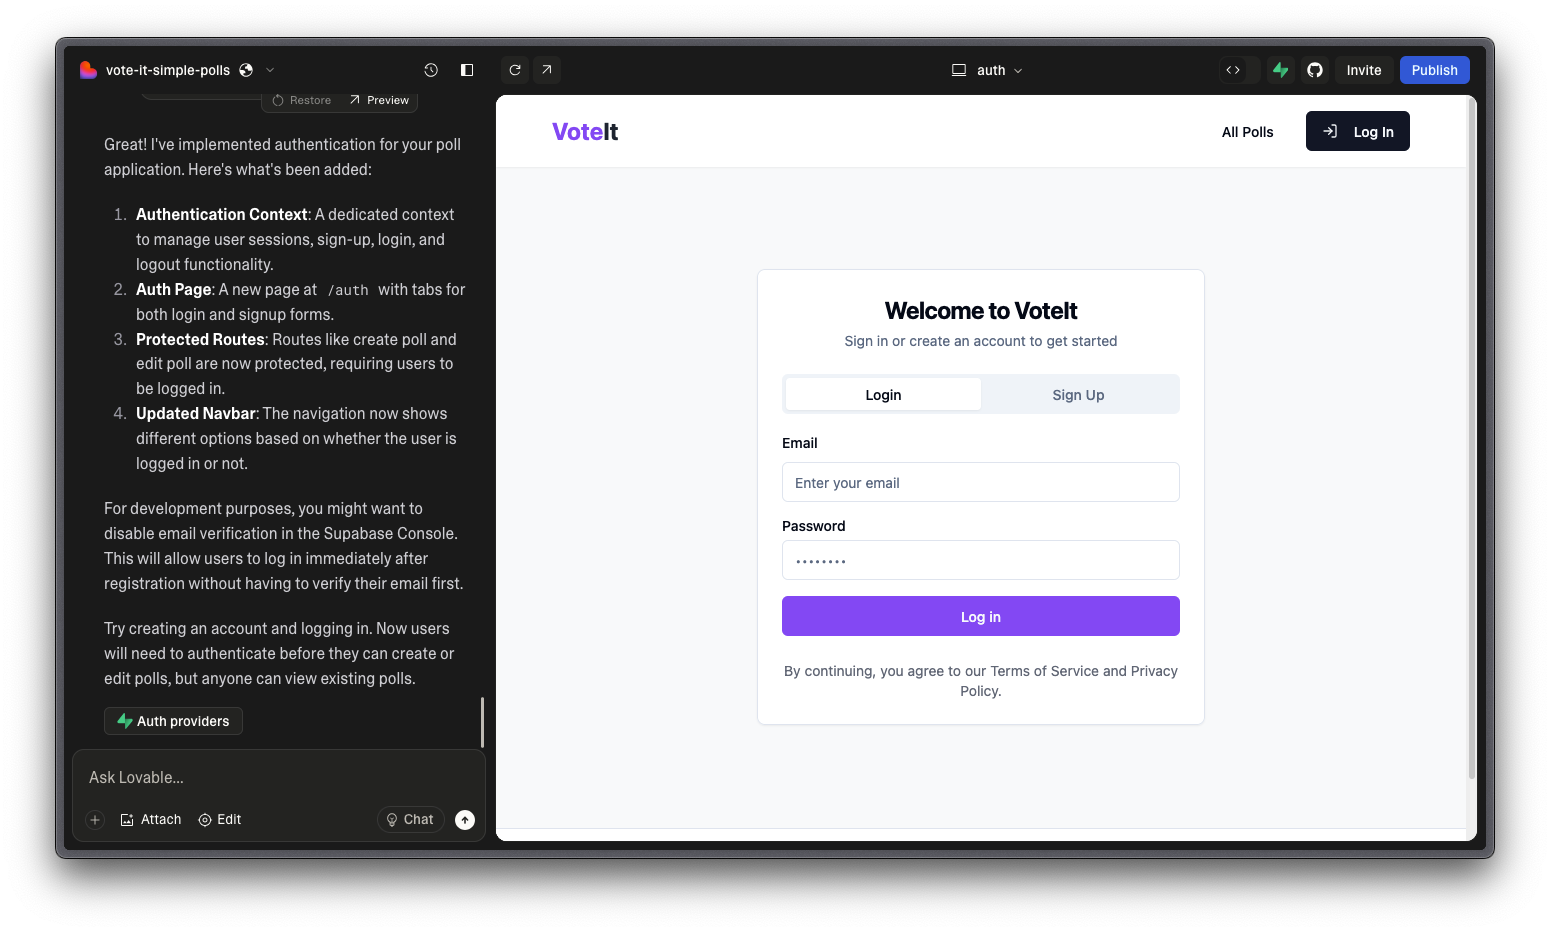 vote-it-simple-polls
auth
Invite
Publish
Restore
Preview
Great! I've implemented authentication for your poll
application. Here's what's been added:
1. Authentication Context: A dedicated context
to manage user sessions, sign-up, login, and
logout functionality.
2. Auth Page: A new page at /auth with tabs for
both login and signup forms.
3. Protected Routes: Routes like create poll and
edit poll are now protected, requiring users to
be logged in.
4. Updated Navbar: The navigation now shows
different options based on whether the user is
logged in or not.
For development purposes, you might want to
disable email verification in the Supabase Console.
This will allow users to log in immediately after
registration without having to verify their email first.
Try creating an account and logging in. Now users
will need to authenticate before they can create or
edit polls, but anyone can view existing polls.
Auth providers
Ask Lovable...
Attach
Edit
Chat
VoteIt
All Polls
Log In
Welcome to VoteIt
Sign in or create an account to get started
Login
Sign Up
Email
Enter your email
Password
••••••••
Log in
By continuing, you agree to our Terms of Service and Privacy
Policy.